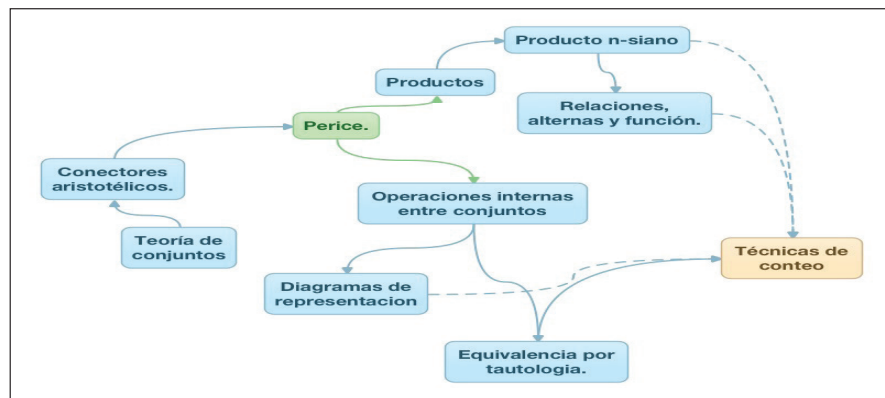 Producto n-siano
Productos
Relaciones,
alternas y función.
Perice.
Conectores
aristotélicos.
Operaciones internas
entre conjuntos
Teoría de
conjuntos
Técnicas de
conteo
Diagramas de
representacion
Equivalencia por
tautologia.